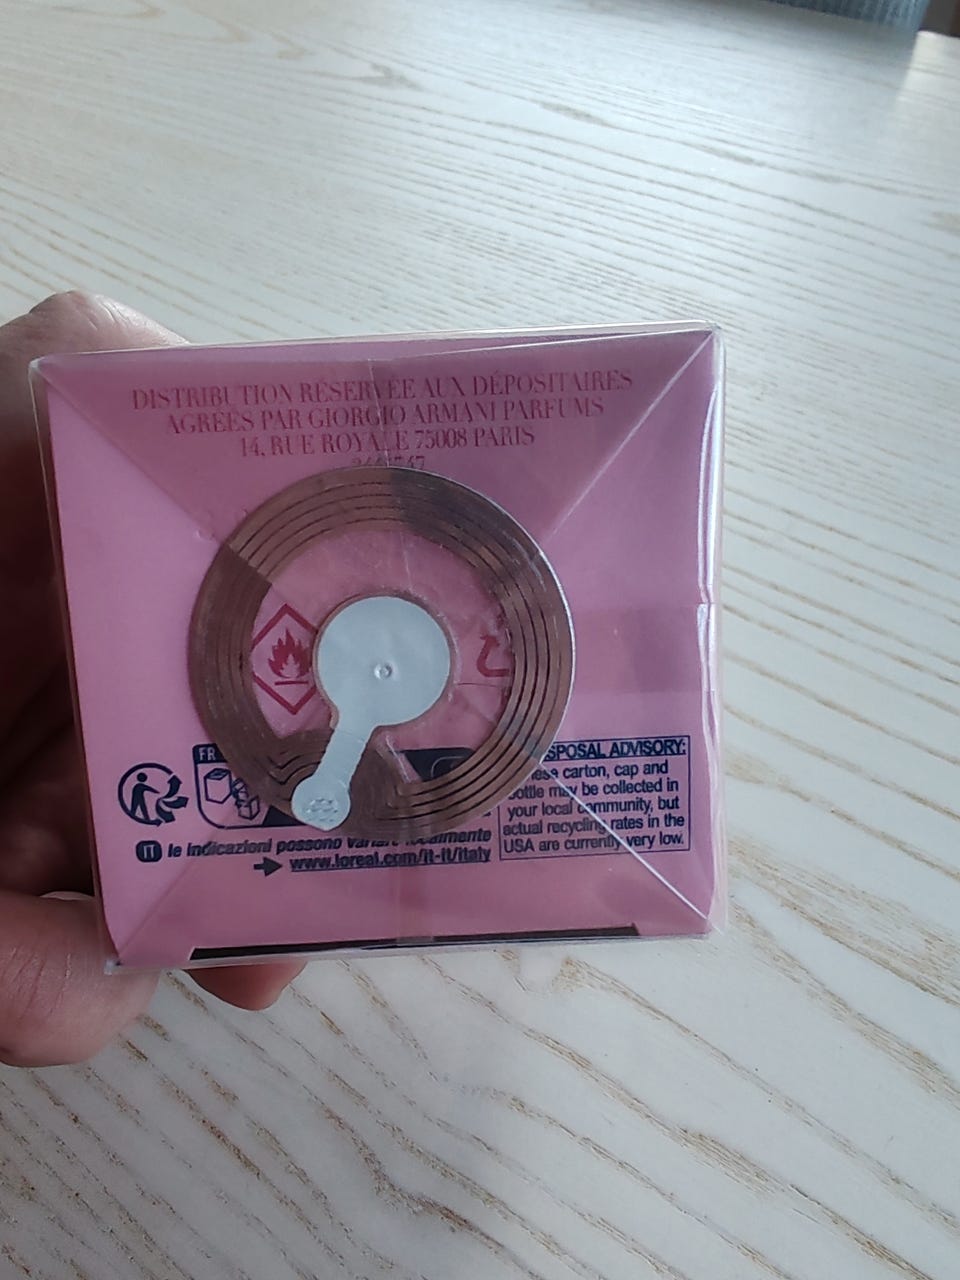 DISTRIBUTION RÉSERVÉE AUX DÉPOSITAIRES
AGRÉÉS PAR GIORGIO ARMANI PARFUMS
14, RUE ROYALE 75008 PARIS
FR
IT le indicazioni possono variare localmente
www.loreal.com/it-it/italy
DISPOSAL ADVISORY:
These carton, cap and
bottle may be collected in
your local community, but
actual recycling rates in the
USA are currently very low.